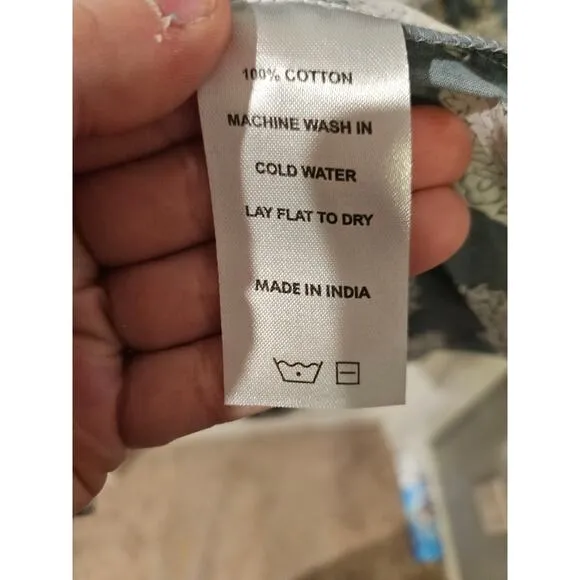 100% COTTON
MACHINE WASH IN
COLD WATER
LAY FLAT TO DRY
MADE IN INDIA